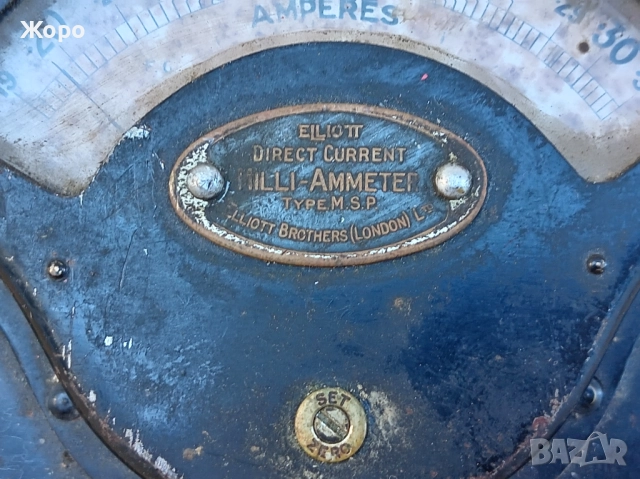 Жоро
AMPERES
30
ELLIOTT
DIRECT CURRENT
MILLI-AMMETER
TYPE, M.S.P
ELLIOTT BROTHERS (LONDON) LTD
SET
ZERO
BAZAR